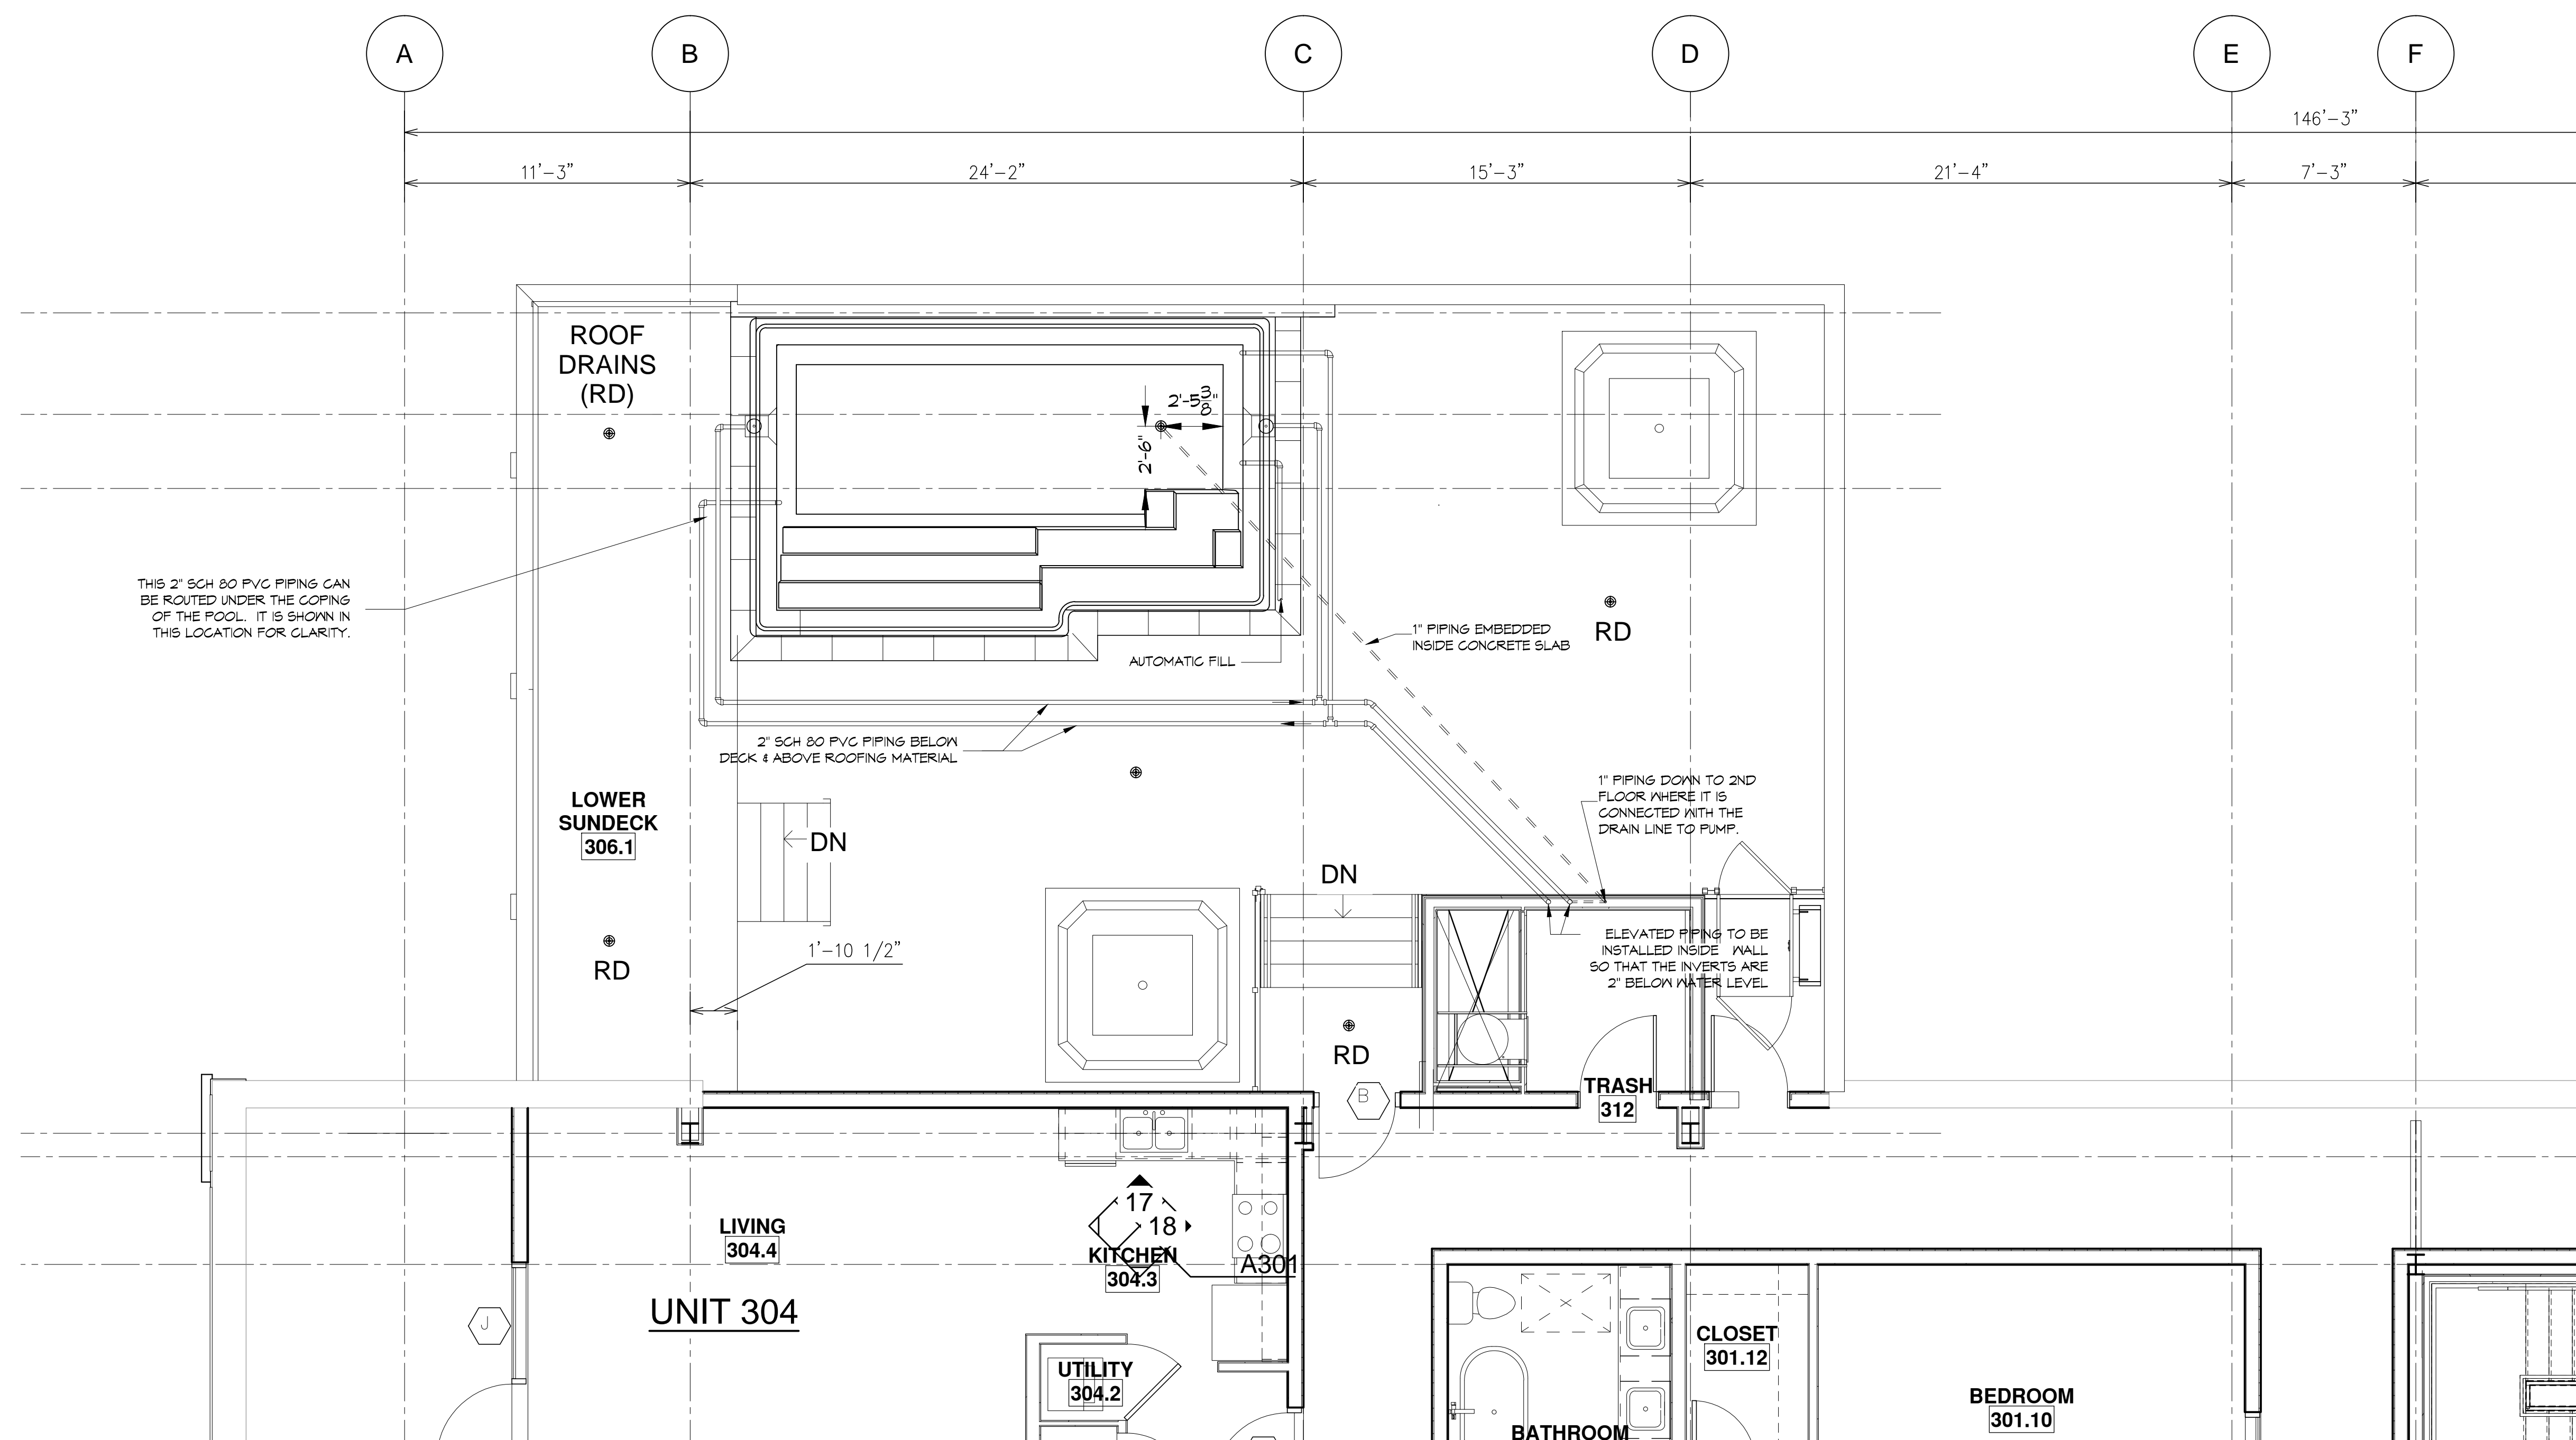 A
B
C
D
E
F
146'-3"
11'-3"
24'-2"
15'-3"
21'-4"
7'-3"
ROOF
DRAINS
(RD)
2'-5 3/8"
2'-6"
THIS 2" SCH 80 PVC PIPING CAN
BE ROUTED UNDER THE COPING
OF THE POOL. IT IS SHOWN IN
THIS LOCATION FOR CLARITY.
1" PIPING EMBEDDED
INSIDE CONCRETE SLAB
RD
AUTOMATIC FILL
2" SCH 80 PVC PIPING BELOW
DECK & ABOVE ROOFING MATERIAL
1" PIPING DOWN TO 2ND
FLOOR WHERE IT IS
CONNECTED WITH THE
DRAIN LINE TO PUMP.
LOWER
SUNDECK
306.1
DN
DN
ELEVATED PIPING TO BE
INSTALLED INSIDE WALL
SO THAT THE INVERTS ARE
2" BELOW WATER LEVEL
1'-10 1/2"
RD
RD
B
TRASH
312
17
18
A301
LIVING
304.4
KITCHEN
304.3
UNIT 304
J
UTILITY
304.2
CLOSET
301.12
BEDROOM
301.10
BATHROOM